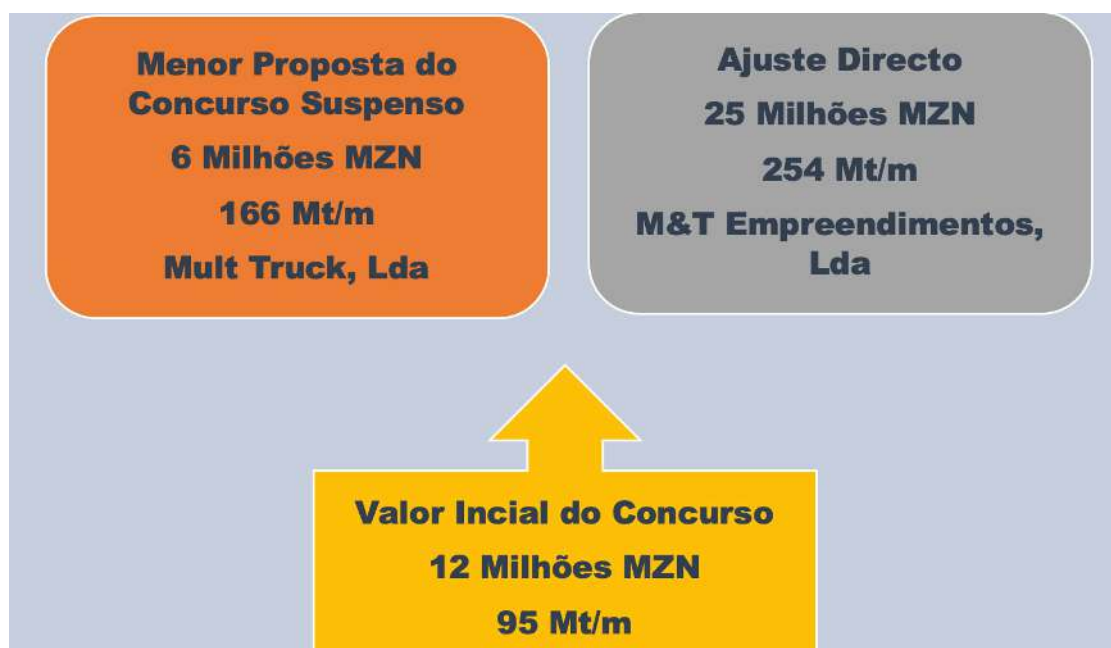 Menor Proposta do
Concurso Suspenso
6 Milhões MZN
166 Mt/m
Mult Truck, Lda
Ajuste Directo
25 Milhões MZN
254 Mt/m
M&T Empreendimentos,
Lda
Valor Incial do Concurso
12 Milhões MZN
95 Mt/m